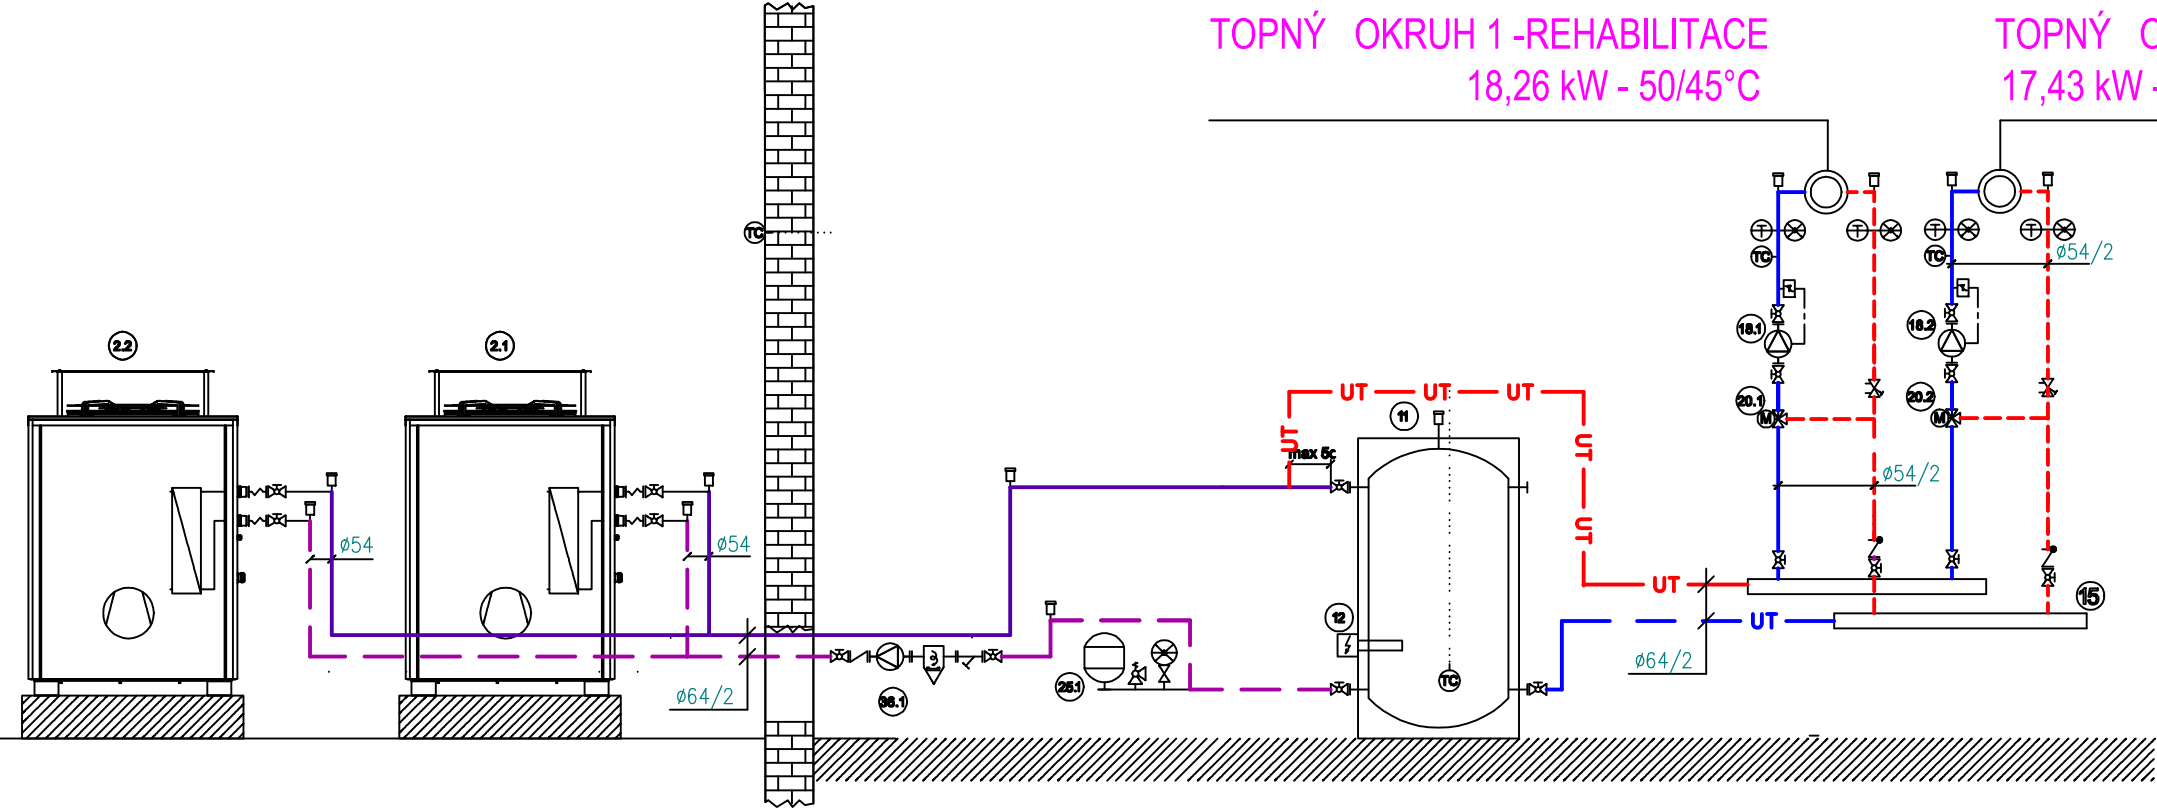 TOPNÝ OKRUH 1 -REHABILITACE
18,26 kW - 50/45°C
TOPNÝ
17,43 kW -
TC
T
T
T
T
TC
TC
ø54/2
18.1
18.2
2.2
2.1
UT
UT
UT
20.1
20.2
M
M
11
UT
UT
max 5c
ø54/2
UT
ø54
ø54
UT
15
12
UT
ø64/2
TC
25.1
ø64/2
36.1